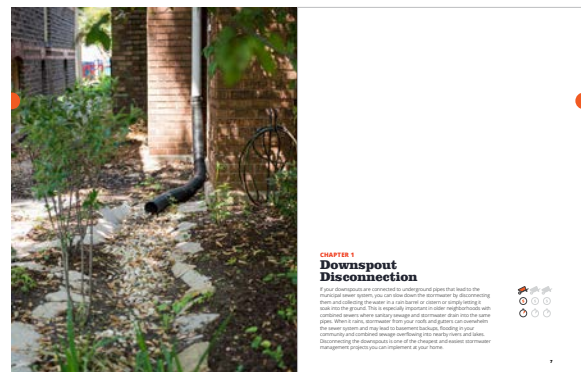 CHAPTER 1
Downspout
Disconnection
If your downspouts are connected to underground pipes that lead to the
municipal sewer system, you can slow down the stormwater by disconnecting
them and collecting the water in a rain barrel or cistern or simply letting it
soak into the ground. This is especially important in older neighborhoods with
combined sewers where sanitary sewage and stormwater drain into the same
pipes. When it rains, stormwater from your roofs and gutters can overwhelm
the sewer system and may lead to basement backups, flooding in your
community and combined sewage overflowing into nearby rivers and lakes.
Disconnecting the downspouts is one of the cheapest and easiest stormwater
management projects you can implement at your home.
7